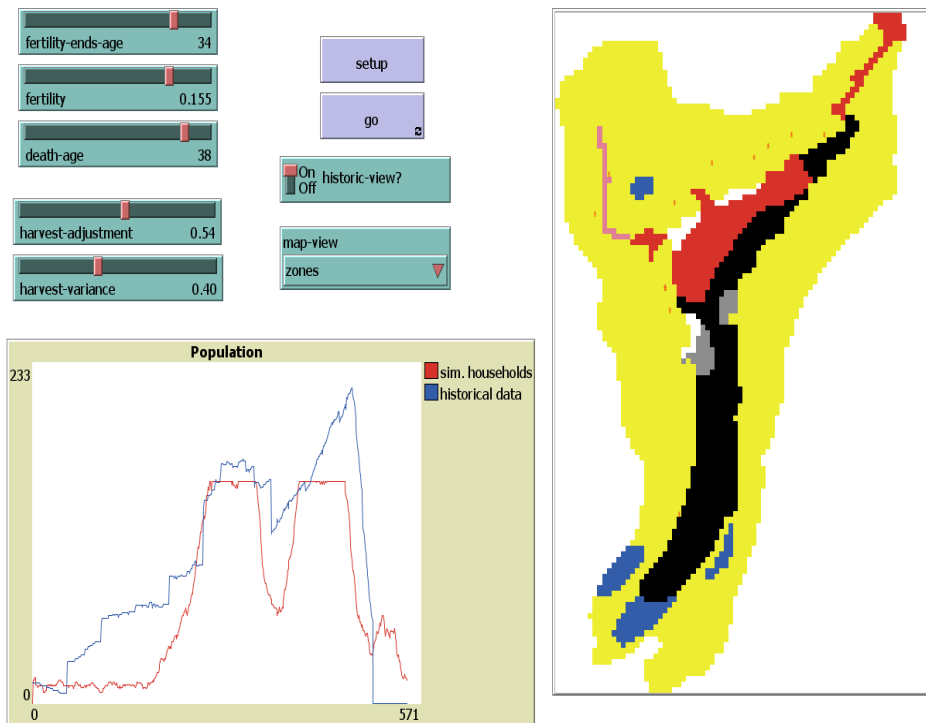 fertility-ends-age 34
fertility 0.155
death-age 38
harvest-adjustment 0.54
harvest-variance 0.40
setup
go
On
Off
historic-view?
map-view
zones
Population
233
0
0
571
sim. households
historical data